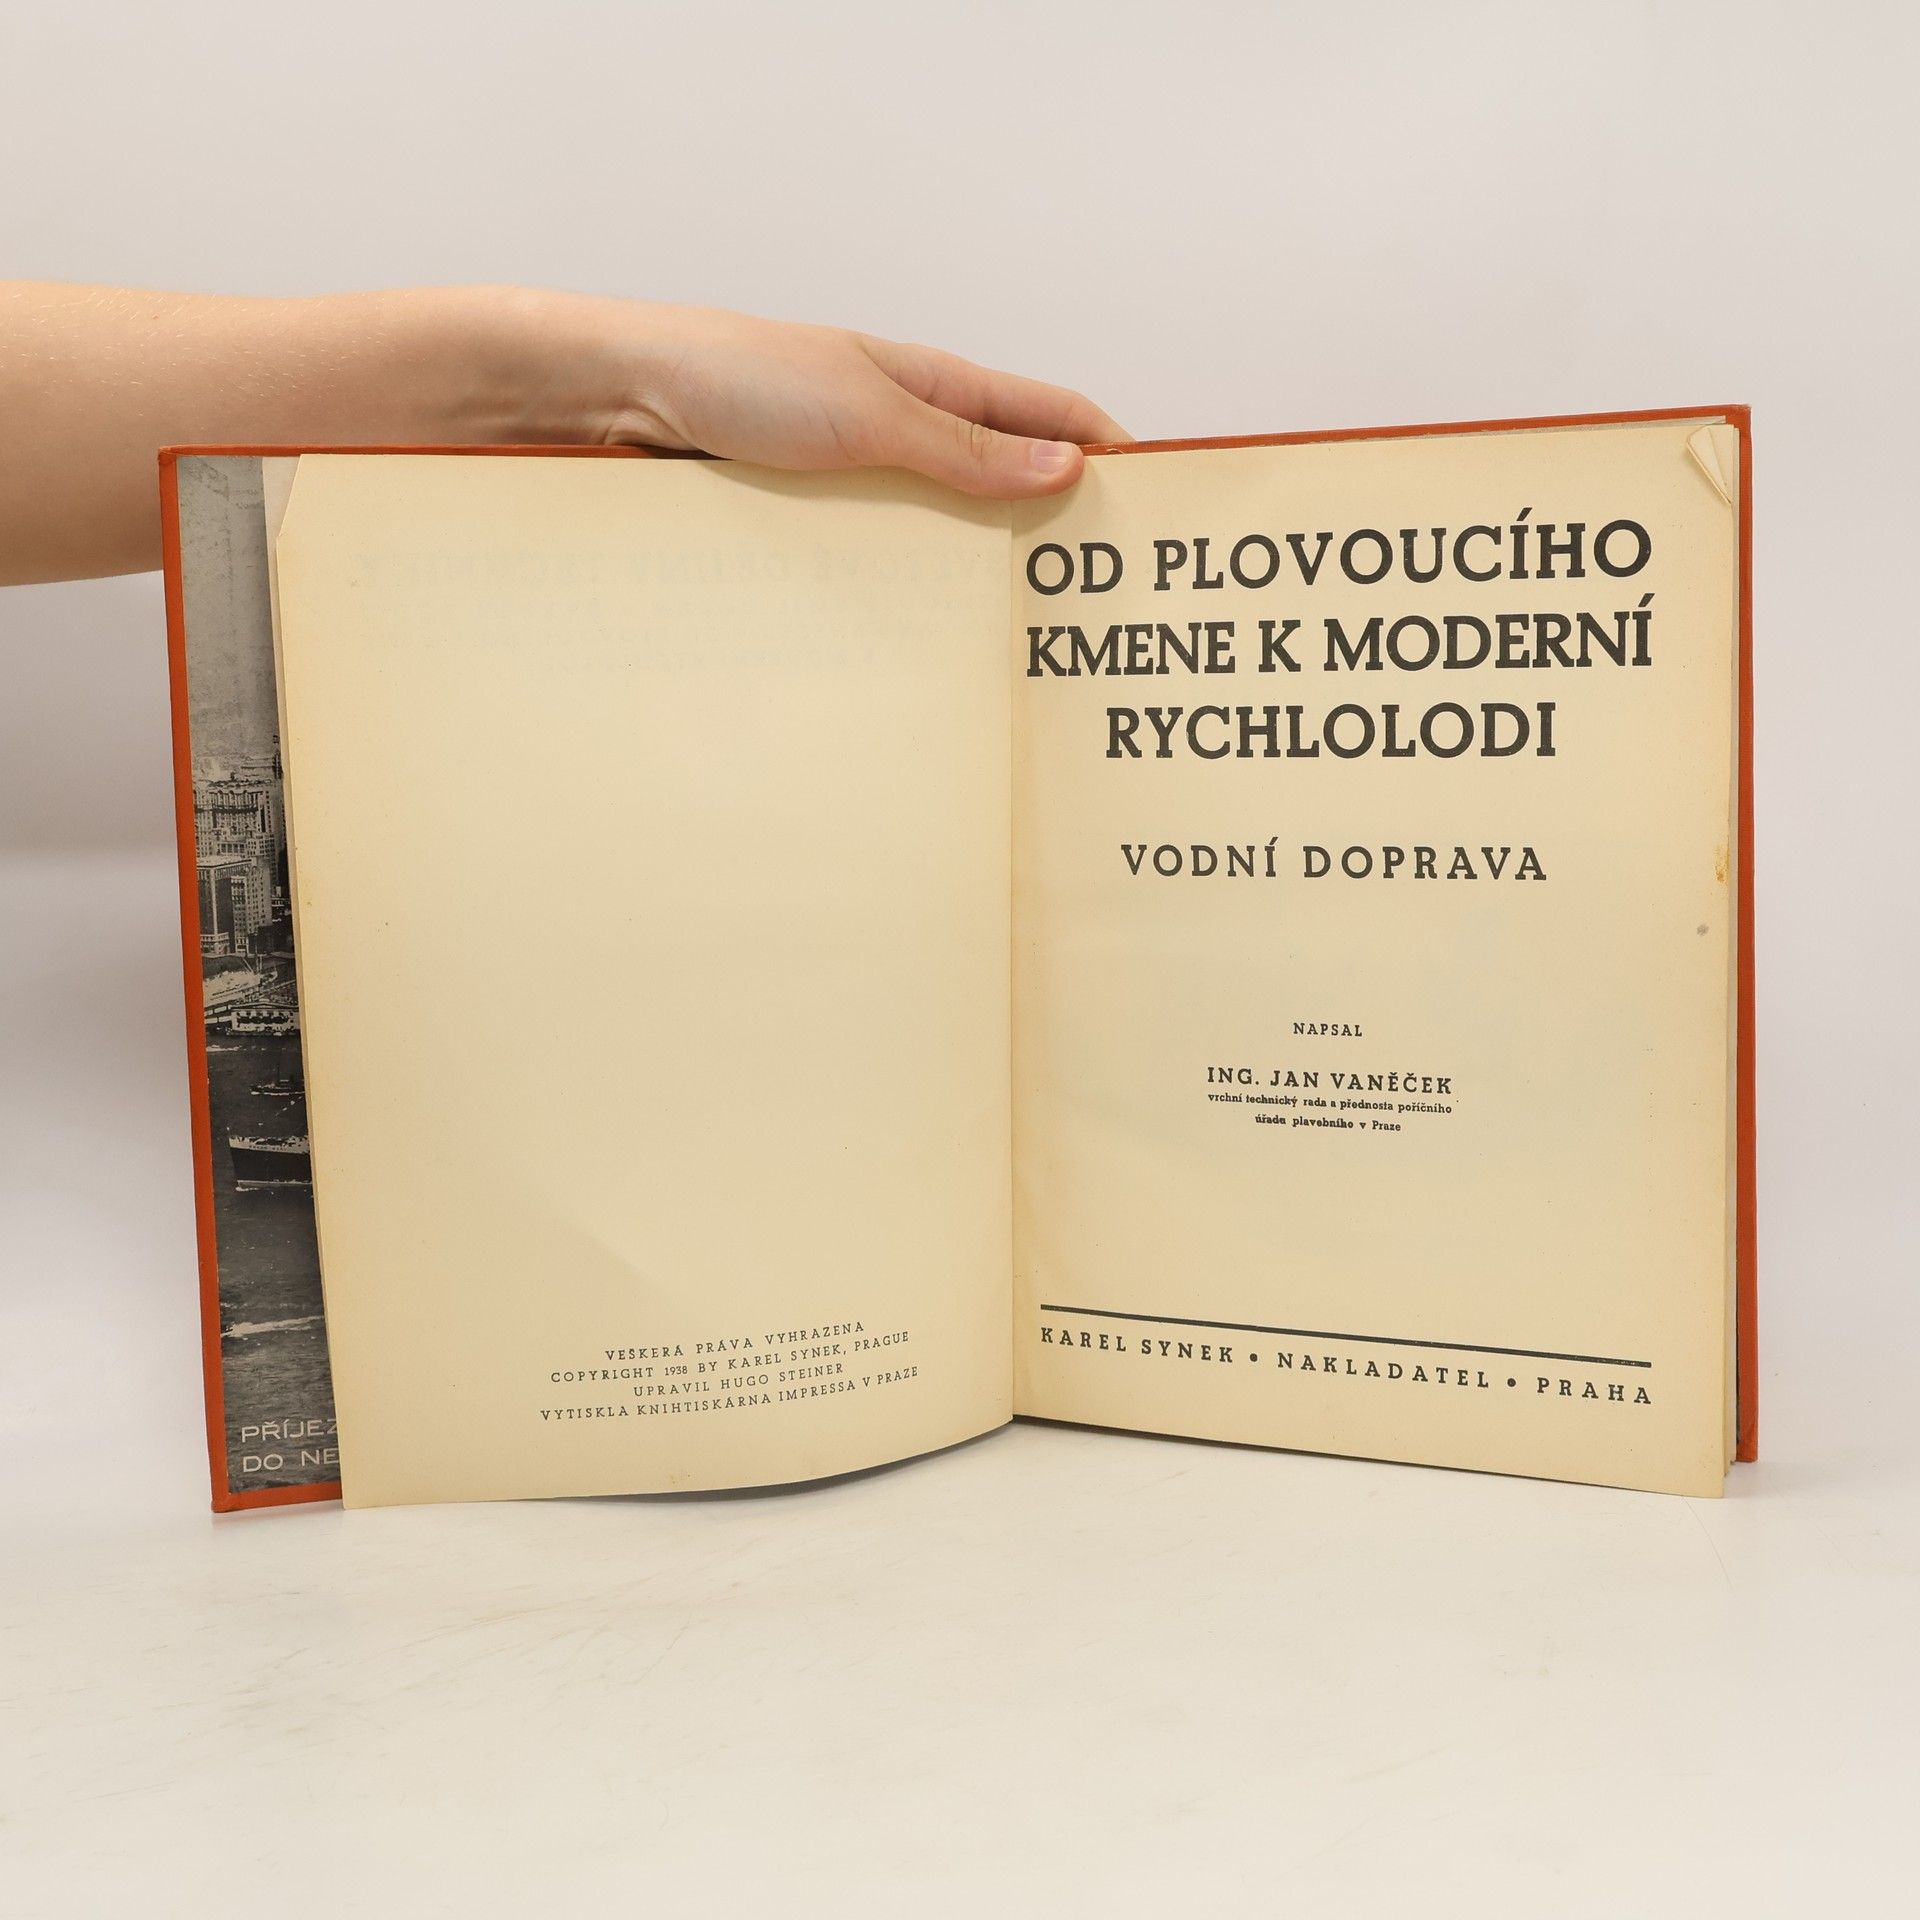 PŘÍJEZ
DO NE
VEŠKERÁ PRÁVA VYHRAZENA
COPYRIGHT 1938 BY KAREL SYNEK, PRAGUE
UPRAVIL HUGO STEINER
VYTISKLA KNIHTISKÁRNA IMPRESSA V PRAZE
OD PLOVOUCÍHO
KMENE K MODERNÍ
RYCHLOLODI
VODNÍ DOPRAVA
NAPSAL
ING. JAN VANĚČEK
vrchní technický rada a přednosta poříčního
úřadu plavebního v Praze
KAREL SYNEK • NAKLADATEL • PRAHA